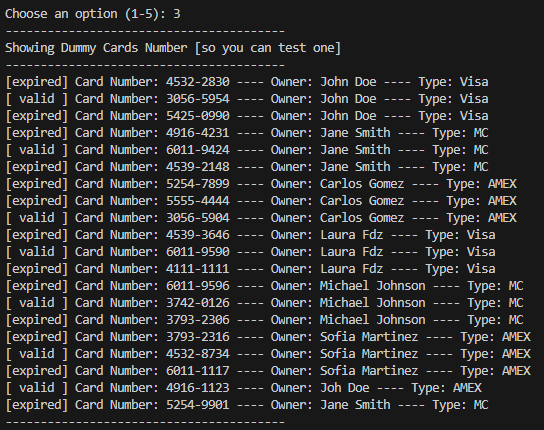 Choose an option (1-5): 3
----------------------------------------
Showing Dummy Cards Number [so you can test one]
----------------------------------------
[expired] Card Number: 4532-2830 ---- Owner: John Doe ---- Type: Visa
[ valid ] Card Number: 3056-5954 ---- Owner: John Doe ---- Type: Visa
[expired] Card Number: 5425-0990 ---- Owner: John Doe ---- Type: Visa
[expired] Card Number: 4916-4231 ---- Owner: Jane Smith ---- Type: MC
[ valid ] Card Number: 6011-9424 ---- Owner: Jane Smith ---- Type: MC
[expired] Card Number: 4539-2148 ---- Owner: Jane Smith ---- Type: MC
[expired] Card Number: 5254-7899 ---- Owner: Carlos Gomez ---- Type: AMEX
[expired] Card Number: 5555-4444 ---- Owner: Carlos Gomez ---- Type: AMEX
[ valid ] Card Number: 3056-5904 ---- Owner: Carlos Gomez ---- Type: AMEX
[expired] Card Number: 4539-3646 ---- Owner: Laura Fdz ---- Type: Visa
[ valid ] Card Number: 6011-9590 ---- Owner: Laura Fdz ---- Type: Visa
[expired] Card Number: 4111-1111 ---- Owner: Laura Fdz ---- Type: Visa
[expired] Card Number: 6011-9596 ---- Owner: Michael Johnson ---- Type: MC
[ valid ] Card Number: 3742-0126 ---- Owner: Michael Johnson ---- Type: MC
[expired] Card Number: 3793-2306 ---- Owner: Michael Johnson ---- Type: MC
[expired] Card Number: 3793-2316 ---- Owner: Sofia Martinez ---- Type: AMEX
[ valid ] Card Number: 4532-8734 ---- Owner: Sofia Martinez ---- Type: AMEX
[expired] Card Number: 6011-1117 ---- Owner: Sofia Martinez ---- Type: AMEX
[ valid ] Card Number: 4916-1123 ---- Owner: Joh Doe ---- Type: AMEX
[expired] Card Number: 5254-9901 ---- Owner: Jane Smith ---- Type: MC
----------------------------------------